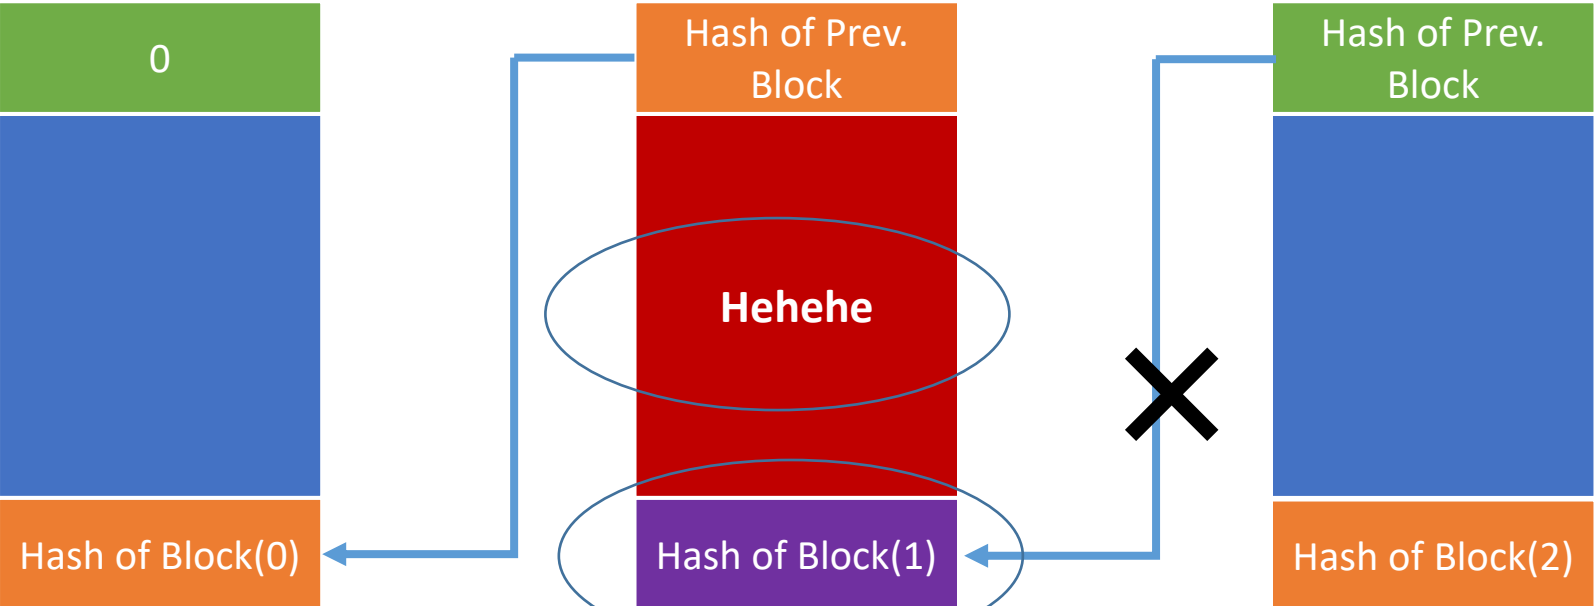 0
Hash of Prev.
Block
Hash of Prev.
Block
Hehehe
Hash of Block(0)
Hash of Block(1)
Hash of Block(2)